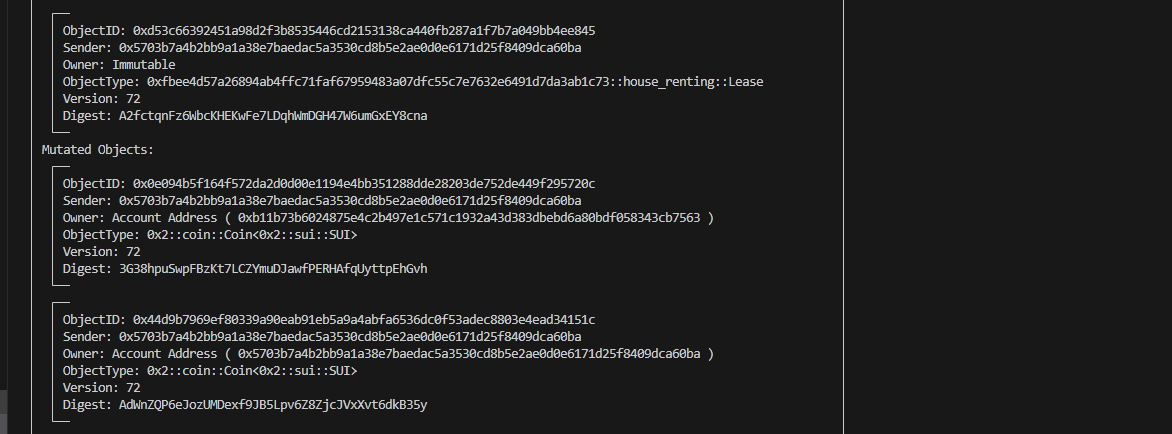 ObjectID: 0xd53c66392451a98d2f3b8535446cd2153138ca440fb287a1f7b7a049bb4ee845
Sender: 0x5703b7a4b2bb9a1a38e7baedac5a3530cd8b5e2ae0d0e6171d25f8409dca60ba
Owner: Immutable
ObjectType: 0xfbee4d57a26894ab4ffc71faf67959483a07dfc55c7e7632e6491d7da3ab1c73::house_renting::Lease
Version: 72
Digest: A2fctqnFz6WbcKHEKwFe7LDqhWmDGH47W6umGxEY8cna
Mutated Objects:
ObjectID: 0x0e094b5f164f572da2d0d00e1194e4bb351288dde28203de752de449f295720c
Sender: 0x5703b7a4b2bb9a1a38e7baedac5a3530cd8b5e2ae0d0e6171d25f8409dca60ba
Owner: Account Address ( 0xb11b73b6024875e4c2b497e1c571c1932a43d383dbebd6a80bdf058343cb7563 )
ObjectType: 0x2::coin::Coin<0x2::sui::SUI>
Version: 72
Digest: 3G38hpuSwpFBzKt7LCZYmuDJawfPERHAfqUyttpEhGvh
ObjectID: 0x44d9b7969ef80339a90eab91eb5a9a4abfa6536dc0f53adec8803e4ead34151c
Sender: 0x5703b7a4b2bb9a1a38e7baedac5a3530cd8b5e2ae0d0e6171d25f8409dca60ba
Owner: Account Address ( 0x5703b7a4b2bb9a1a38e7baedac5a3530cd8b5e2ae0d0e6171d25f8409dca60ba )
ObjectType: 0x2::coin::Coin<0x2::sui::SUI>
Version: 72
Digest: AdWnZQP6eJozUMDexf9JB5Lpv6Z8ZjcJVxXvt6dkB35y